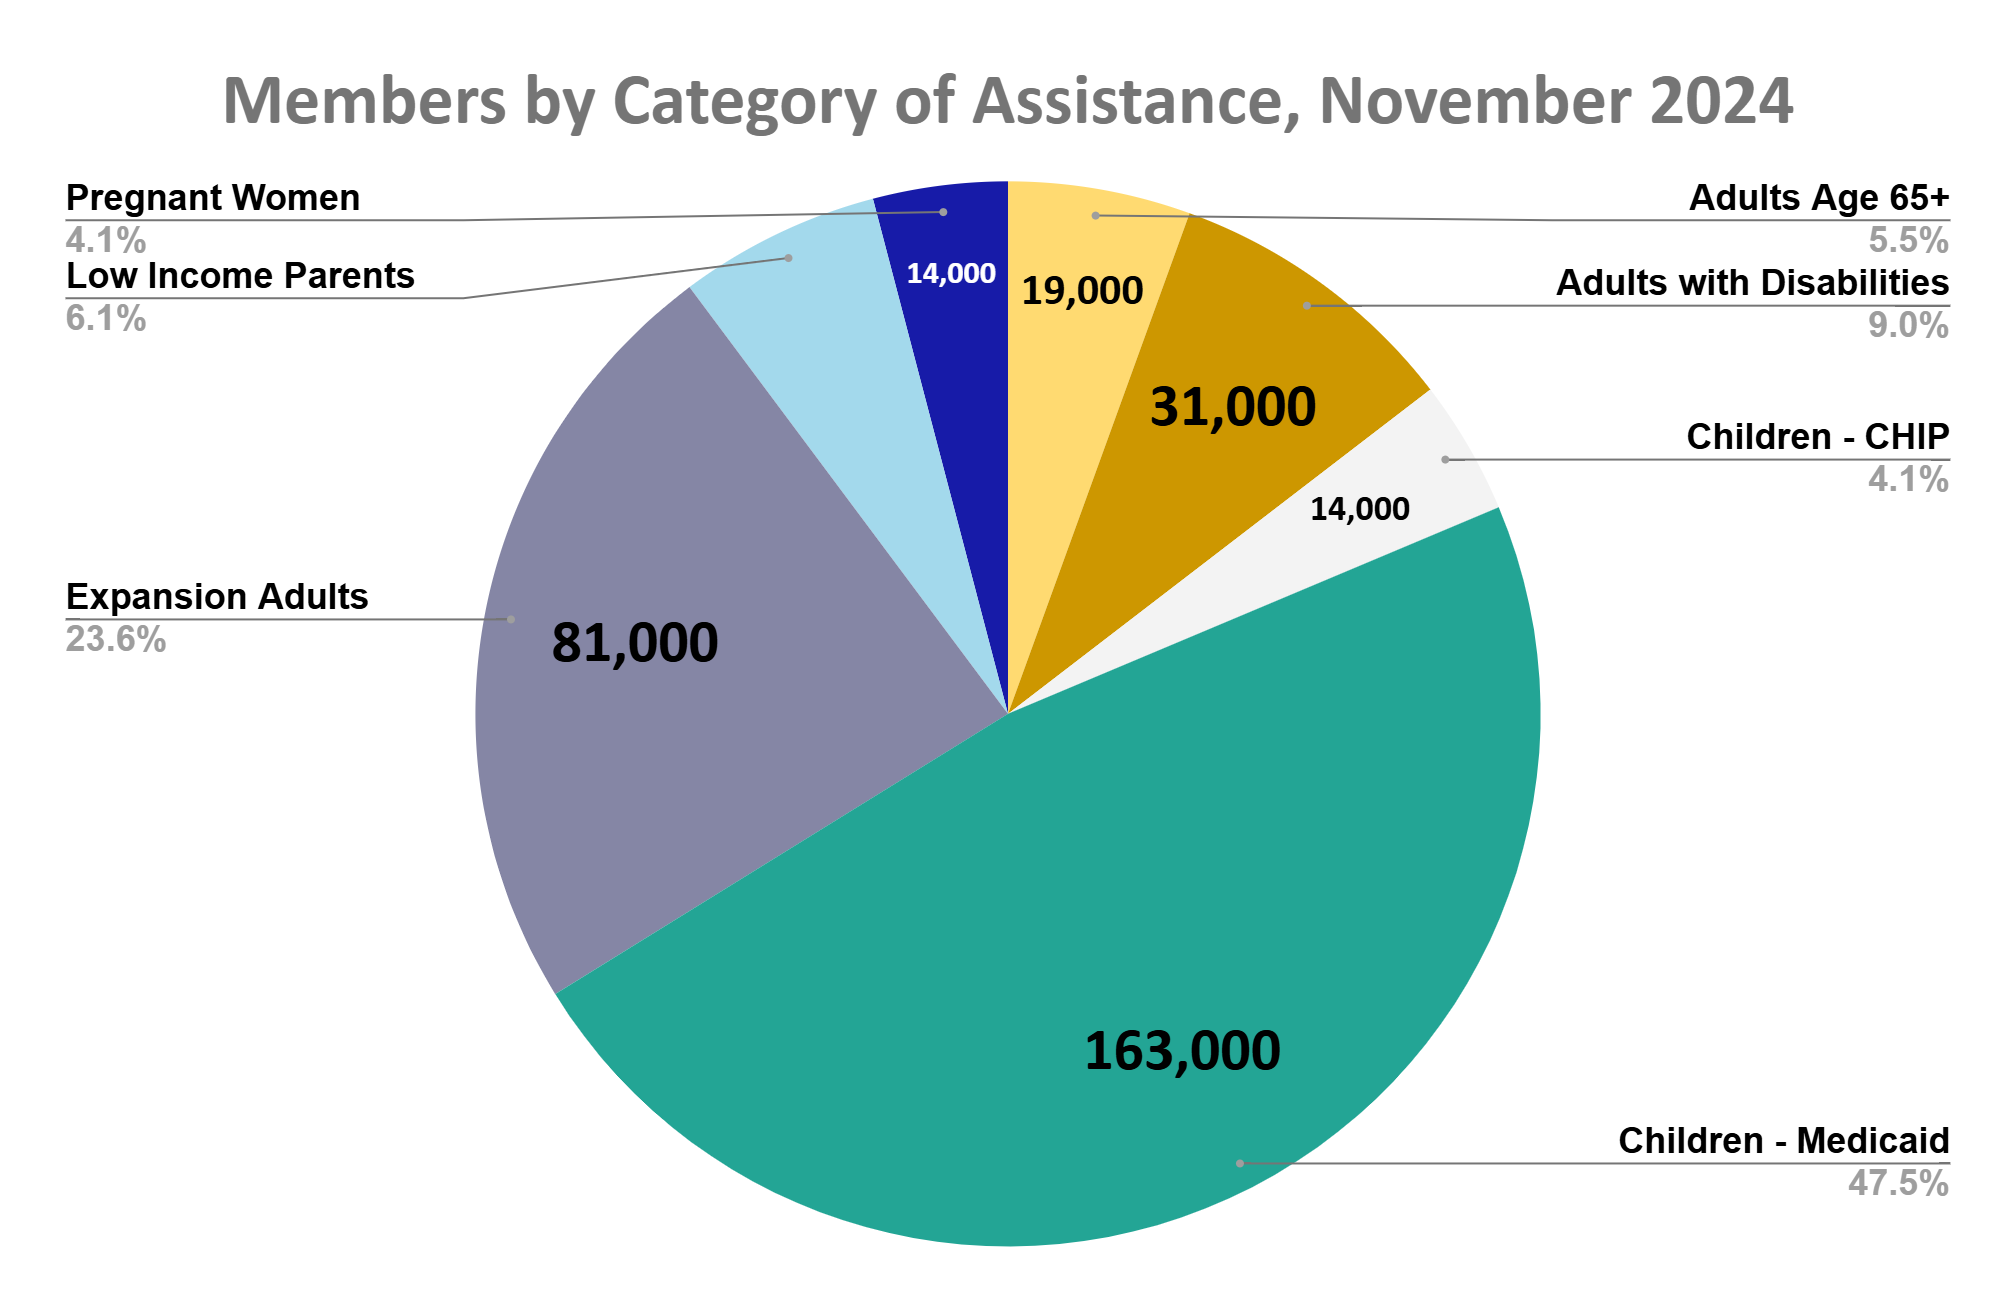 Members by Category of Assistance, November 2024
Pregnant Women
4.1%
Low Income Parents
6.1%
Expansion Adults
23.6%
Adults Age 65+
5.5%
Adults with Disabilities
9.0%
Children - CHIP
4.1%
Children - Medicaid
47.5%
14,000
19,000
31,000
14,000
81,000
163,000